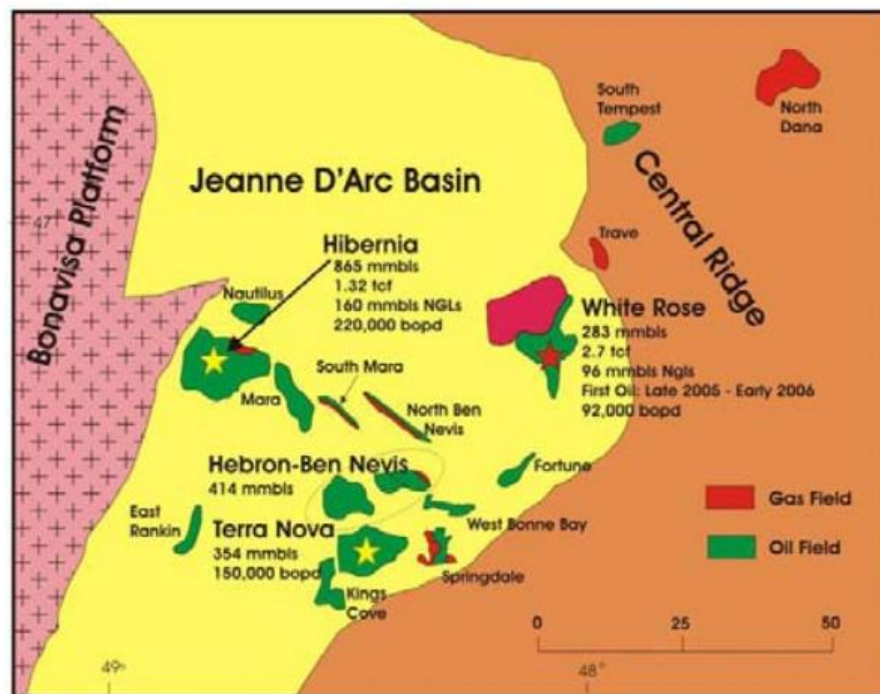 South
Tempest
North
Dana
Jeanne D'Arc Basin
Bonavisa Platform
Central Ridge
47°
Trave
Hibernia
865 mmbls
1.32 tcf
160 mmbls NGLs
220,000 bopd
Nautilus
White Rose
283 mmbls
2.7 tcf
96 mmbls Ngls
First Oil: Late 2005 - Early 2006
92,000 bopd
South Mara
Mara
North Ben
Nevis
Hebron-Ben Nevis
414 mmbls
Fortune
East
Rankin
Terra Nova
354 mmbls
150,000 bopd
West Bonne Bay
Springdale
Kings
Cove
Gas Field
Oil Field
0 25 50
49° 48°